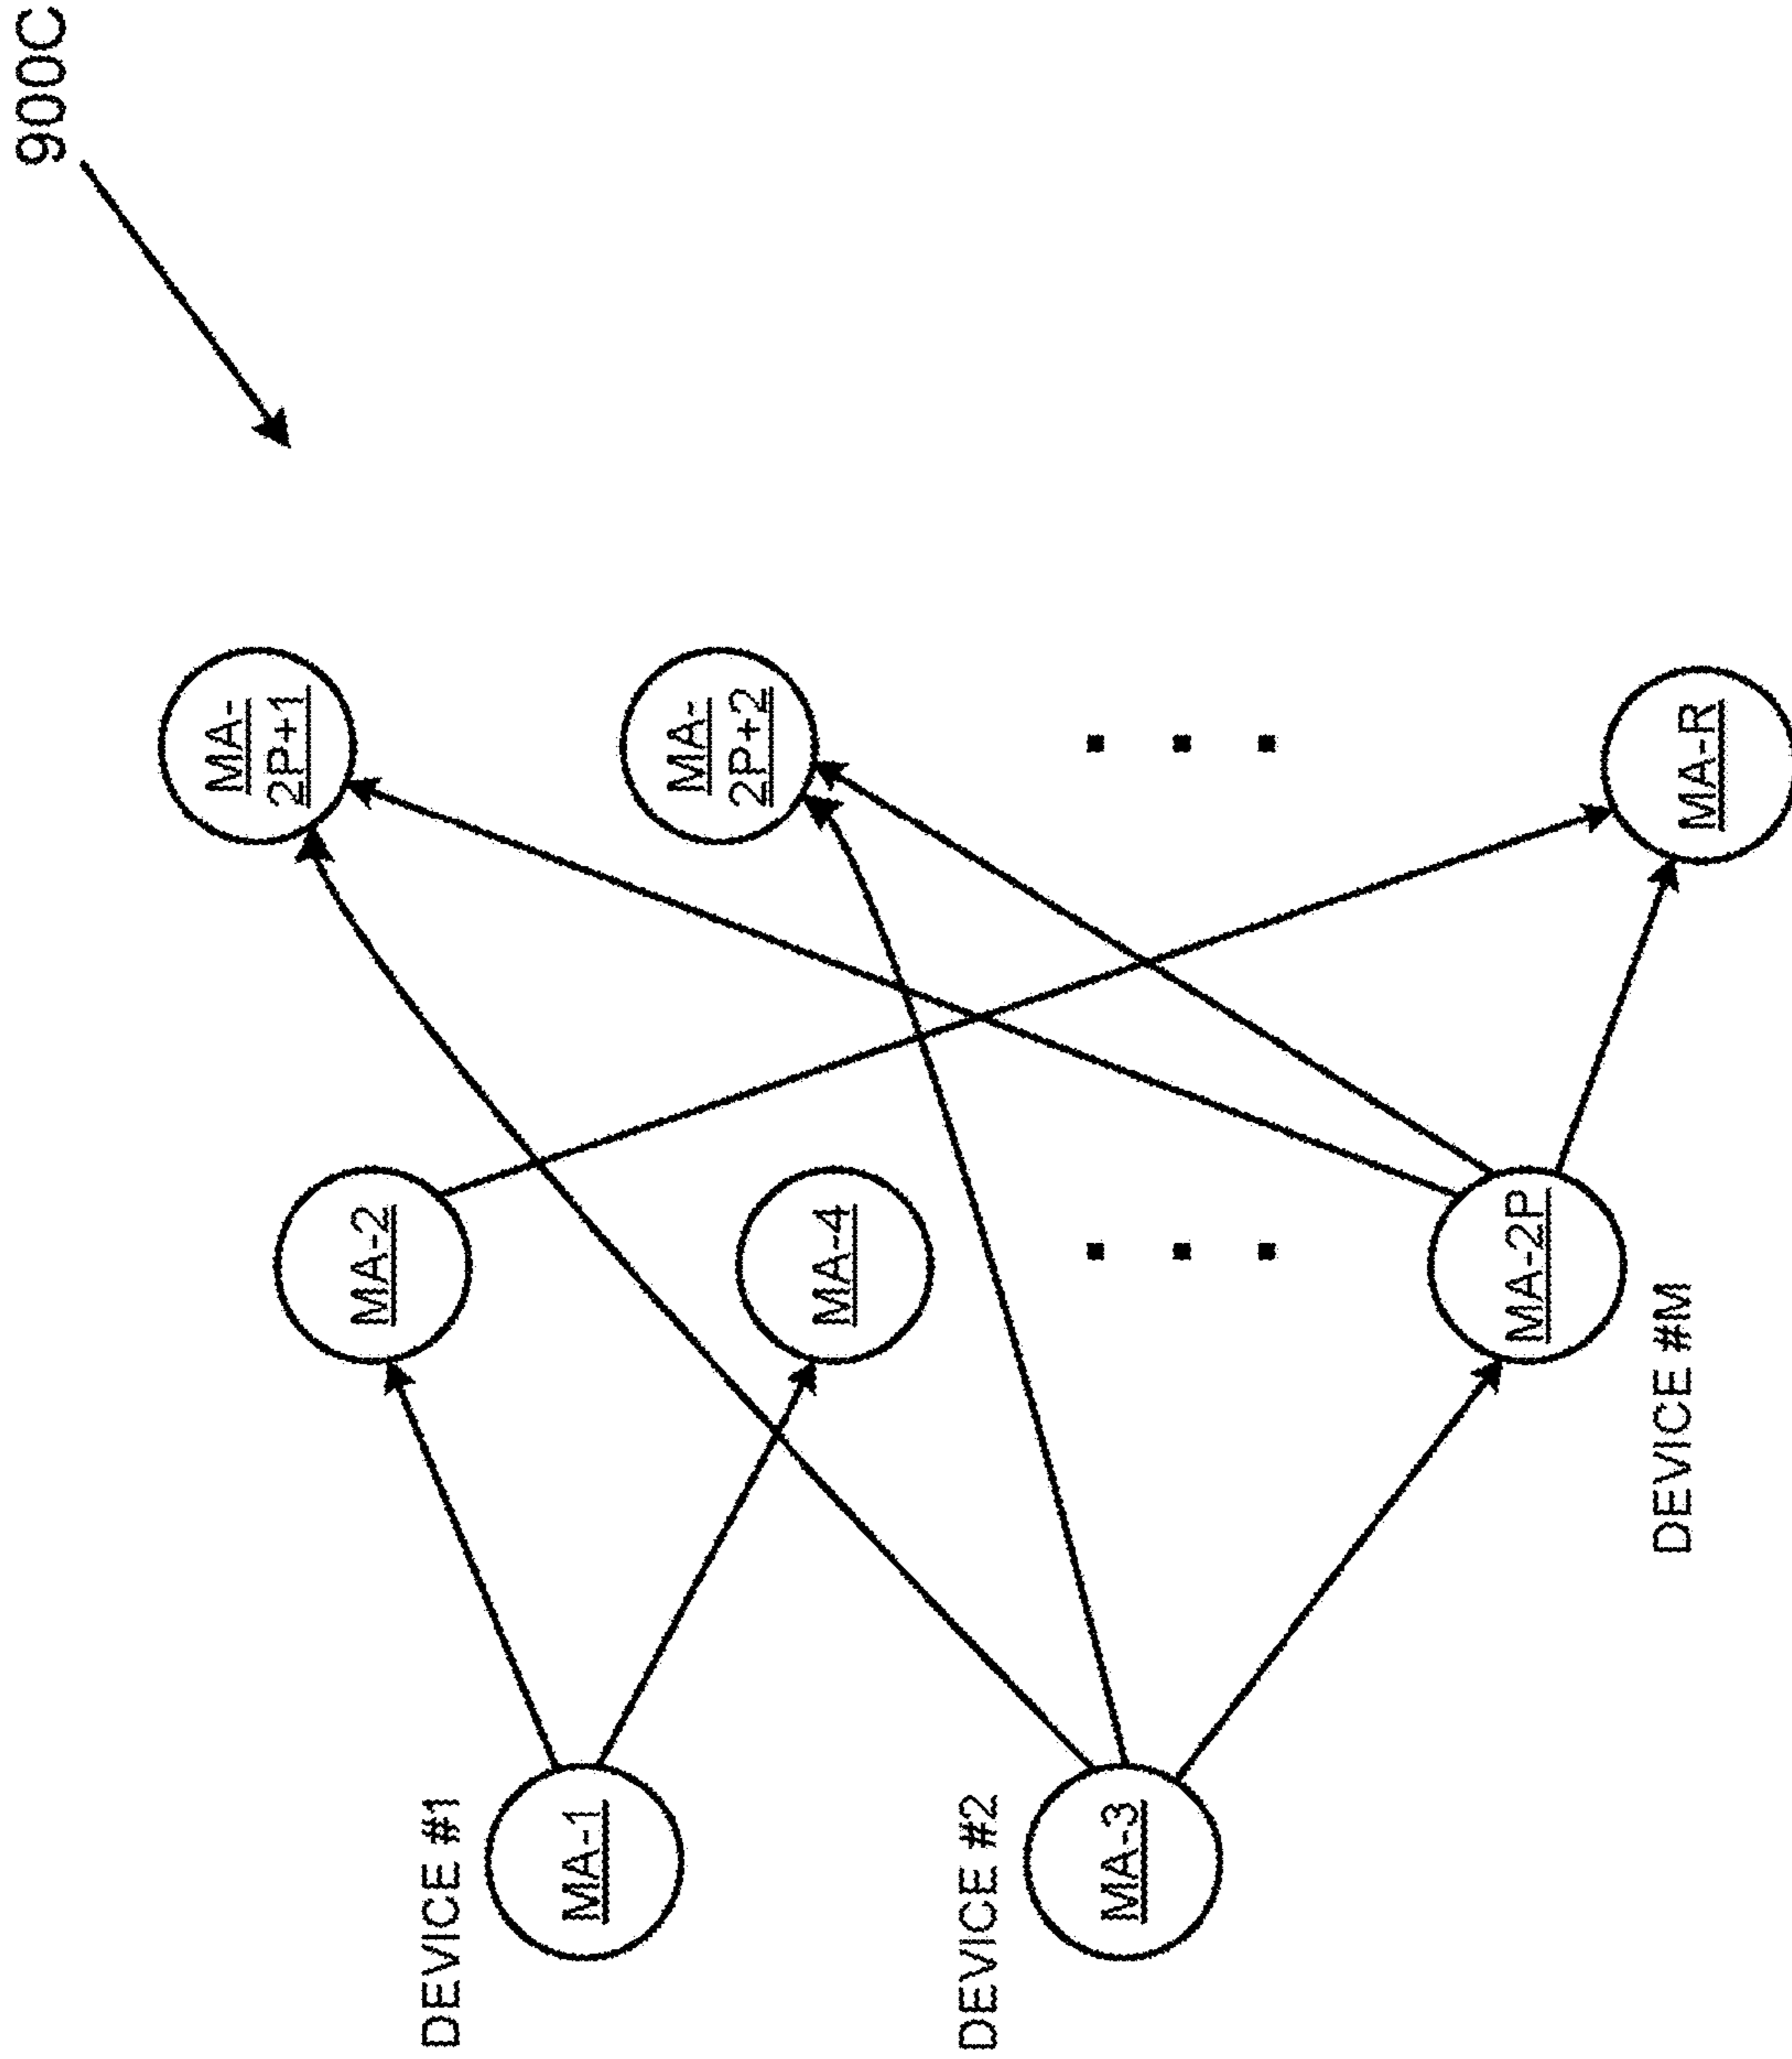 900C
DEVICE #1
MA-1
DEVICE #2
MA-3
MA-2
MA-4
MA-2P
DEVICE #M
MA-
2P+1
MA-
2P+2
MA-R